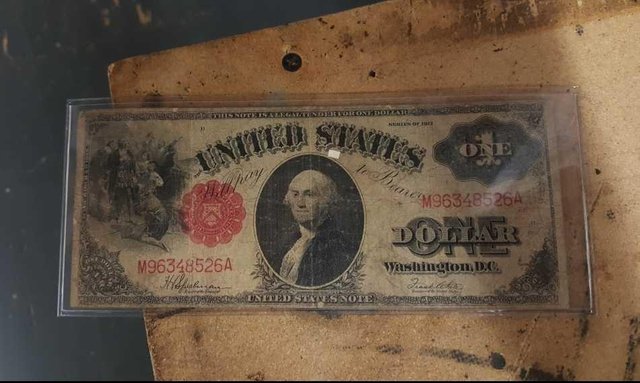 THIS NOTE IS A LEGAL TENDER FOR ONE DOLLAR
SERIES OF 1917
UNITED STATES
ONE
Will pay to Bearer
M96348526A
ONE
DOLLAR
M96348526A
Washington, D.C.
UNITED STATES NOTE